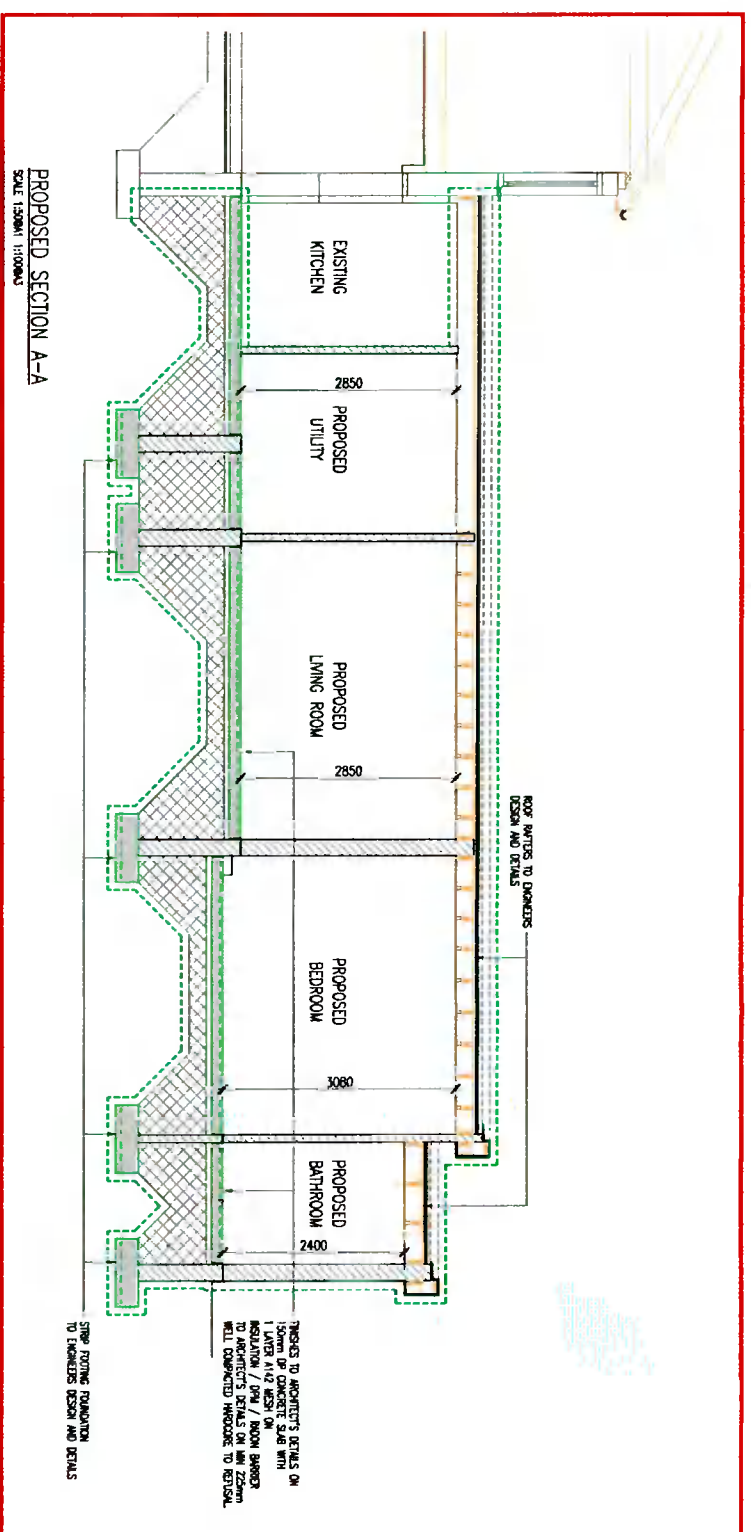 PROPOSED SECTION A-A
SCALE 1:50@A1 1:100@A3
EXISTING
KITCHEN
2850
PROPOSED
UTILITY
PROPOSED
LIVING ROOM
2850
ROOF RAFTERS TO ENGINEERS
DESIGN AND DETAILS
PROPOSED
BEDROOM
3080
PROPOSED
BATHROOM
2400
FINISHES TO ARCHITECT'S DETAILS ON
150mm DP CONCRETE SLAB WITH
1 LAYER A142 MESH ON
INSULATION / DPM / RADON BARRIER
TO ARCHITECT'S DETAILS ON MIN 225mm
WELL COMPACTED HARDCORE TO REFUSAL
STRIP FOOTING FOUNDATION
TO ENGINEERS DESIGN AND DETAILS